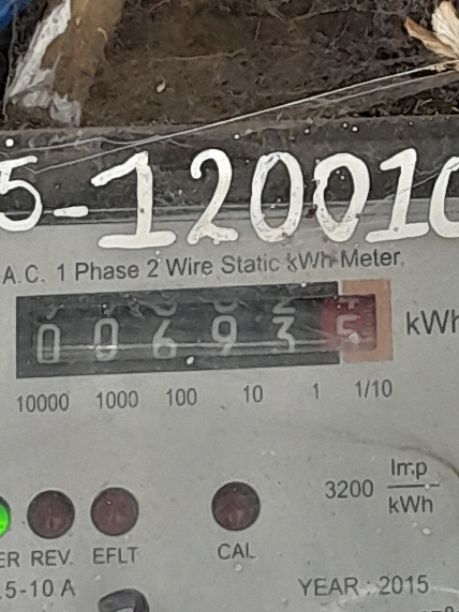 5-120010
A.C. 1 Phase 2 Wire Static kWh Meter.
0 0 6 9 3 5 kWh
10000 1000 100 10 1 1/10
3200 Imp/kWh
REV. EFLT CAL
5-10 A YEAR : 2015